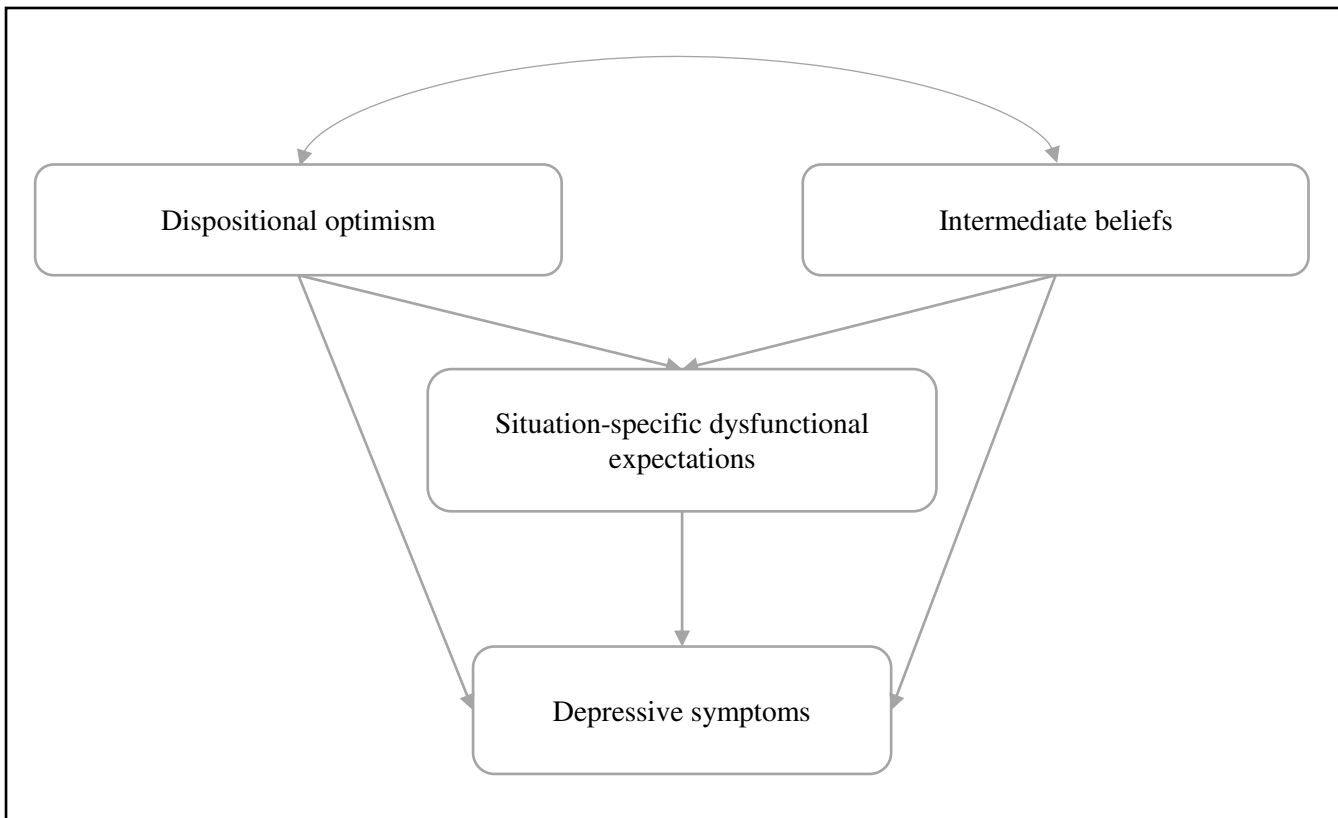 Dispositional optimism
Intermediate beliefs
Situation-specific dysfunctional
expectations
Depressive symptoms